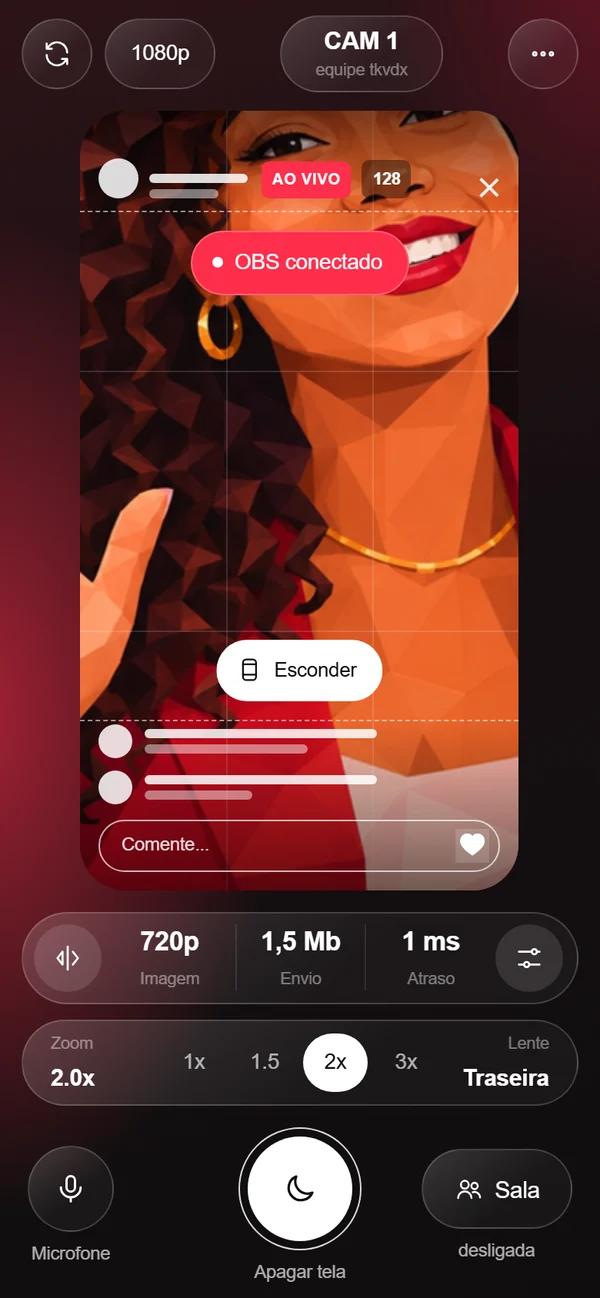 1080p
CAM 1
equipe tkvdx
AO VIVO
128
OBS conectado
Esconder
Comente...
720p
Imagem
1,5 Mb
Envio
1 ms
Atraso
Zoom
2.0x
1x
1.5
2x
3x
Lente
Traseira
Microfone
Apagar tela
Sala
desligada